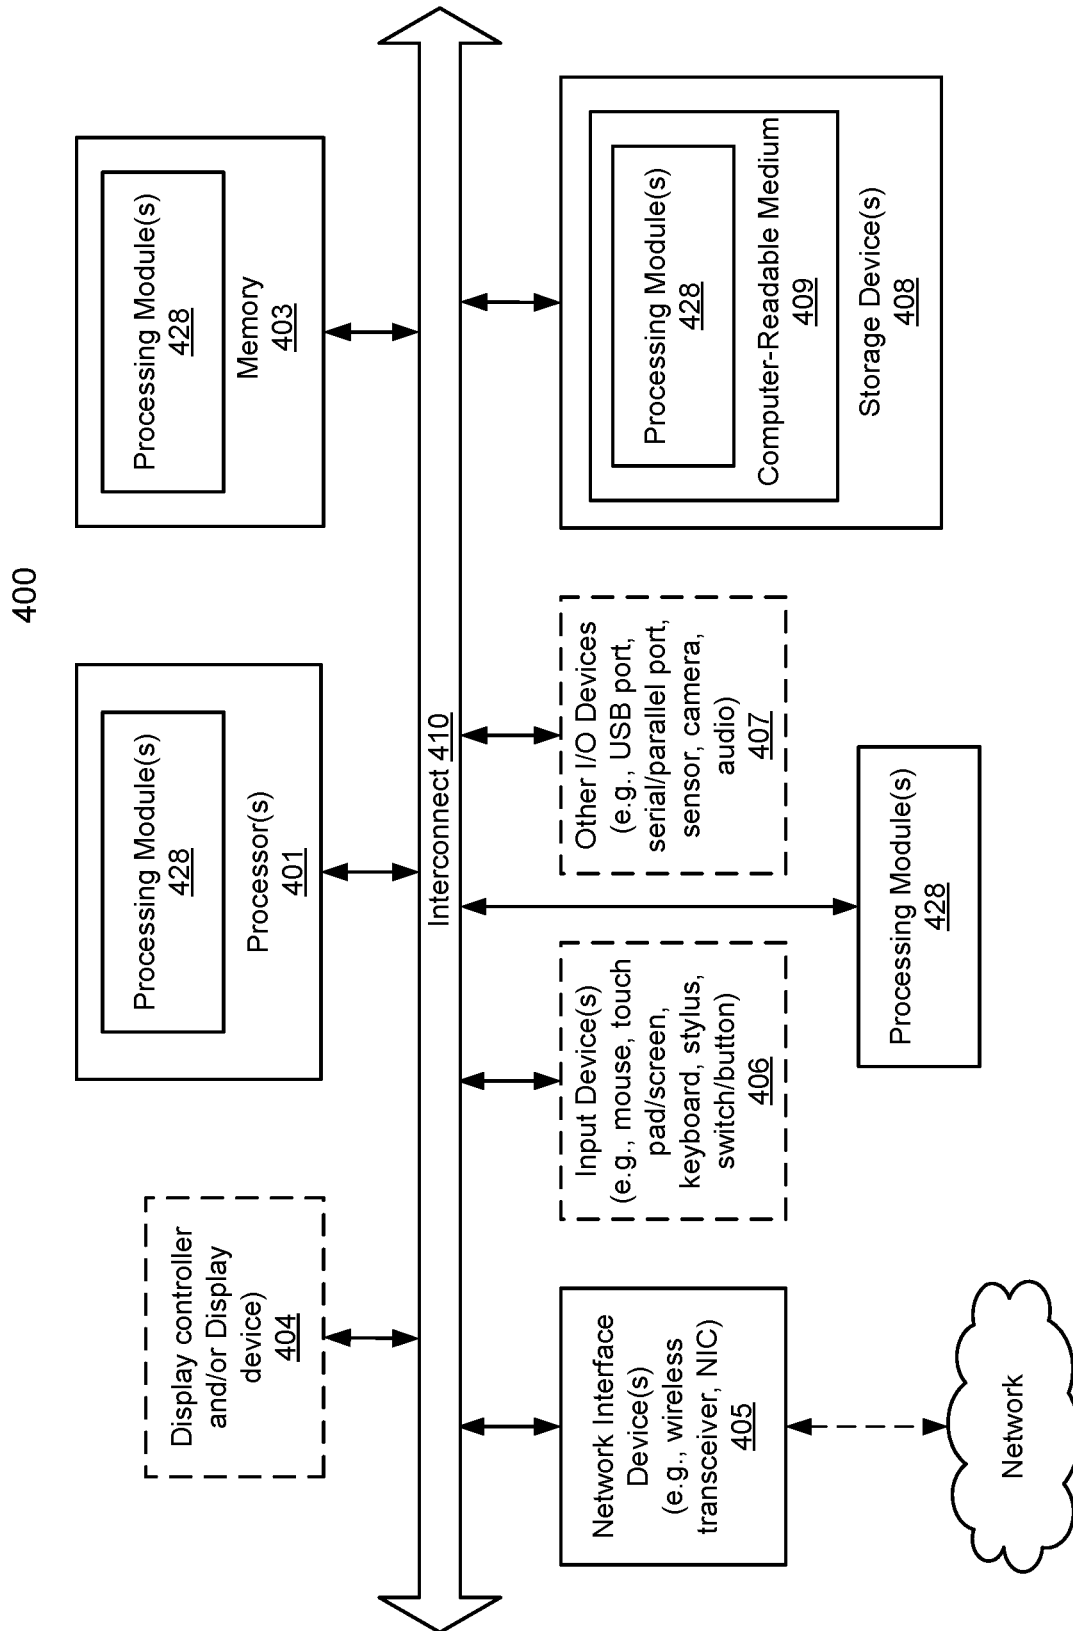 400
Display controller
and/or Display
device)
404
Processing Module(s)
428
Processor(s)
401
Processing Module(s)
428
Memory
403
Interconnect 410
Network Interface
Device(s)
(e.g., wireless
transceiver, NIC)
405
Input Device(s)
(e.g., mouse, touch
pad/screen,
keyboard, stylus,
switch/button)
406
Other I/O Devices
(e.g., USB port,
serial/parallel port,
sensor, camera,
audio)
407
Processing Module(s)
428
Computer-Readable Medium
409
Storage Device(s)
408
Network
Processing Module(s)
428